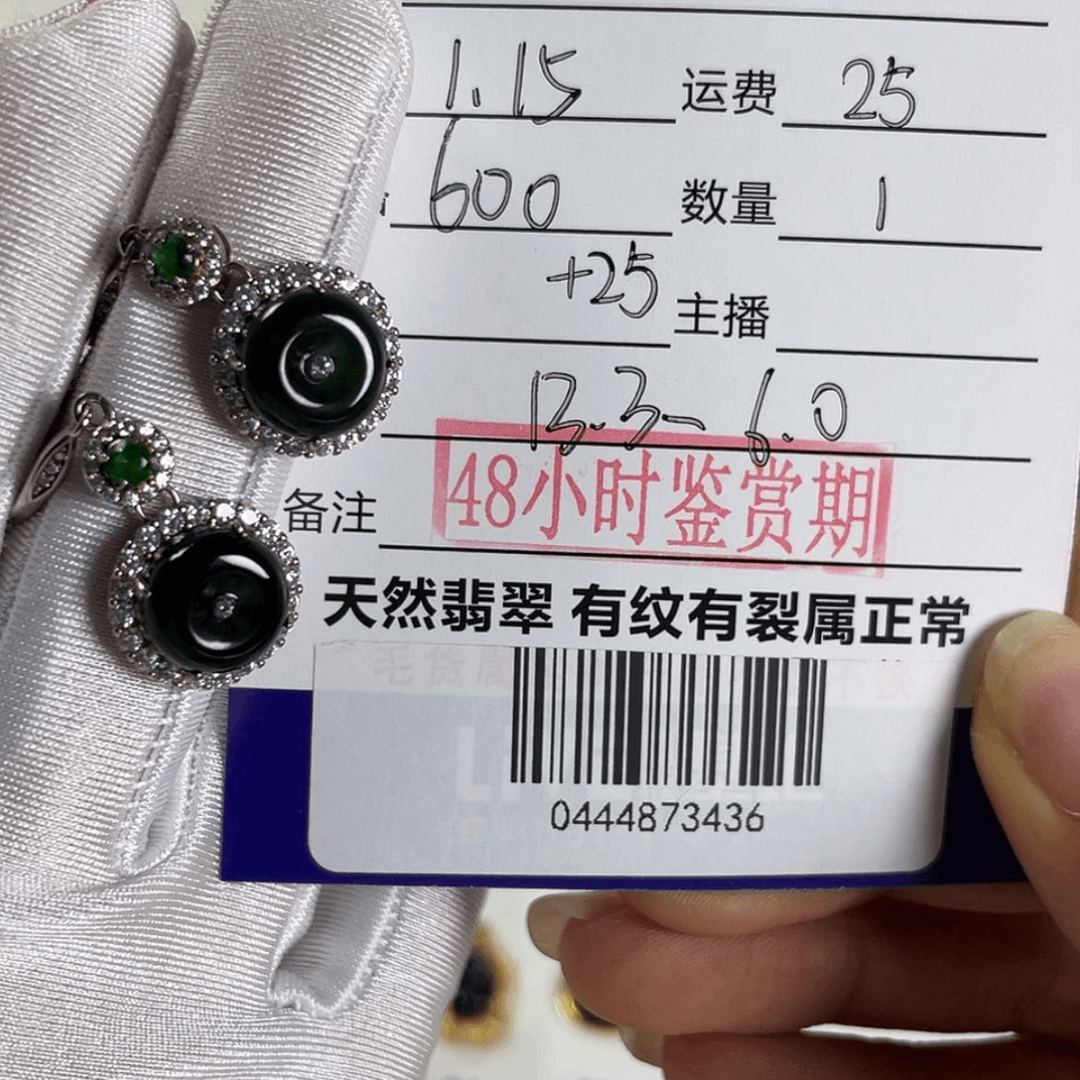 1.15 运费 25
600 数量 1
+25 主播
13.3-6.0
备注 48小时鉴赏期
天然翡翠 有纹有裂属正常
0444873436